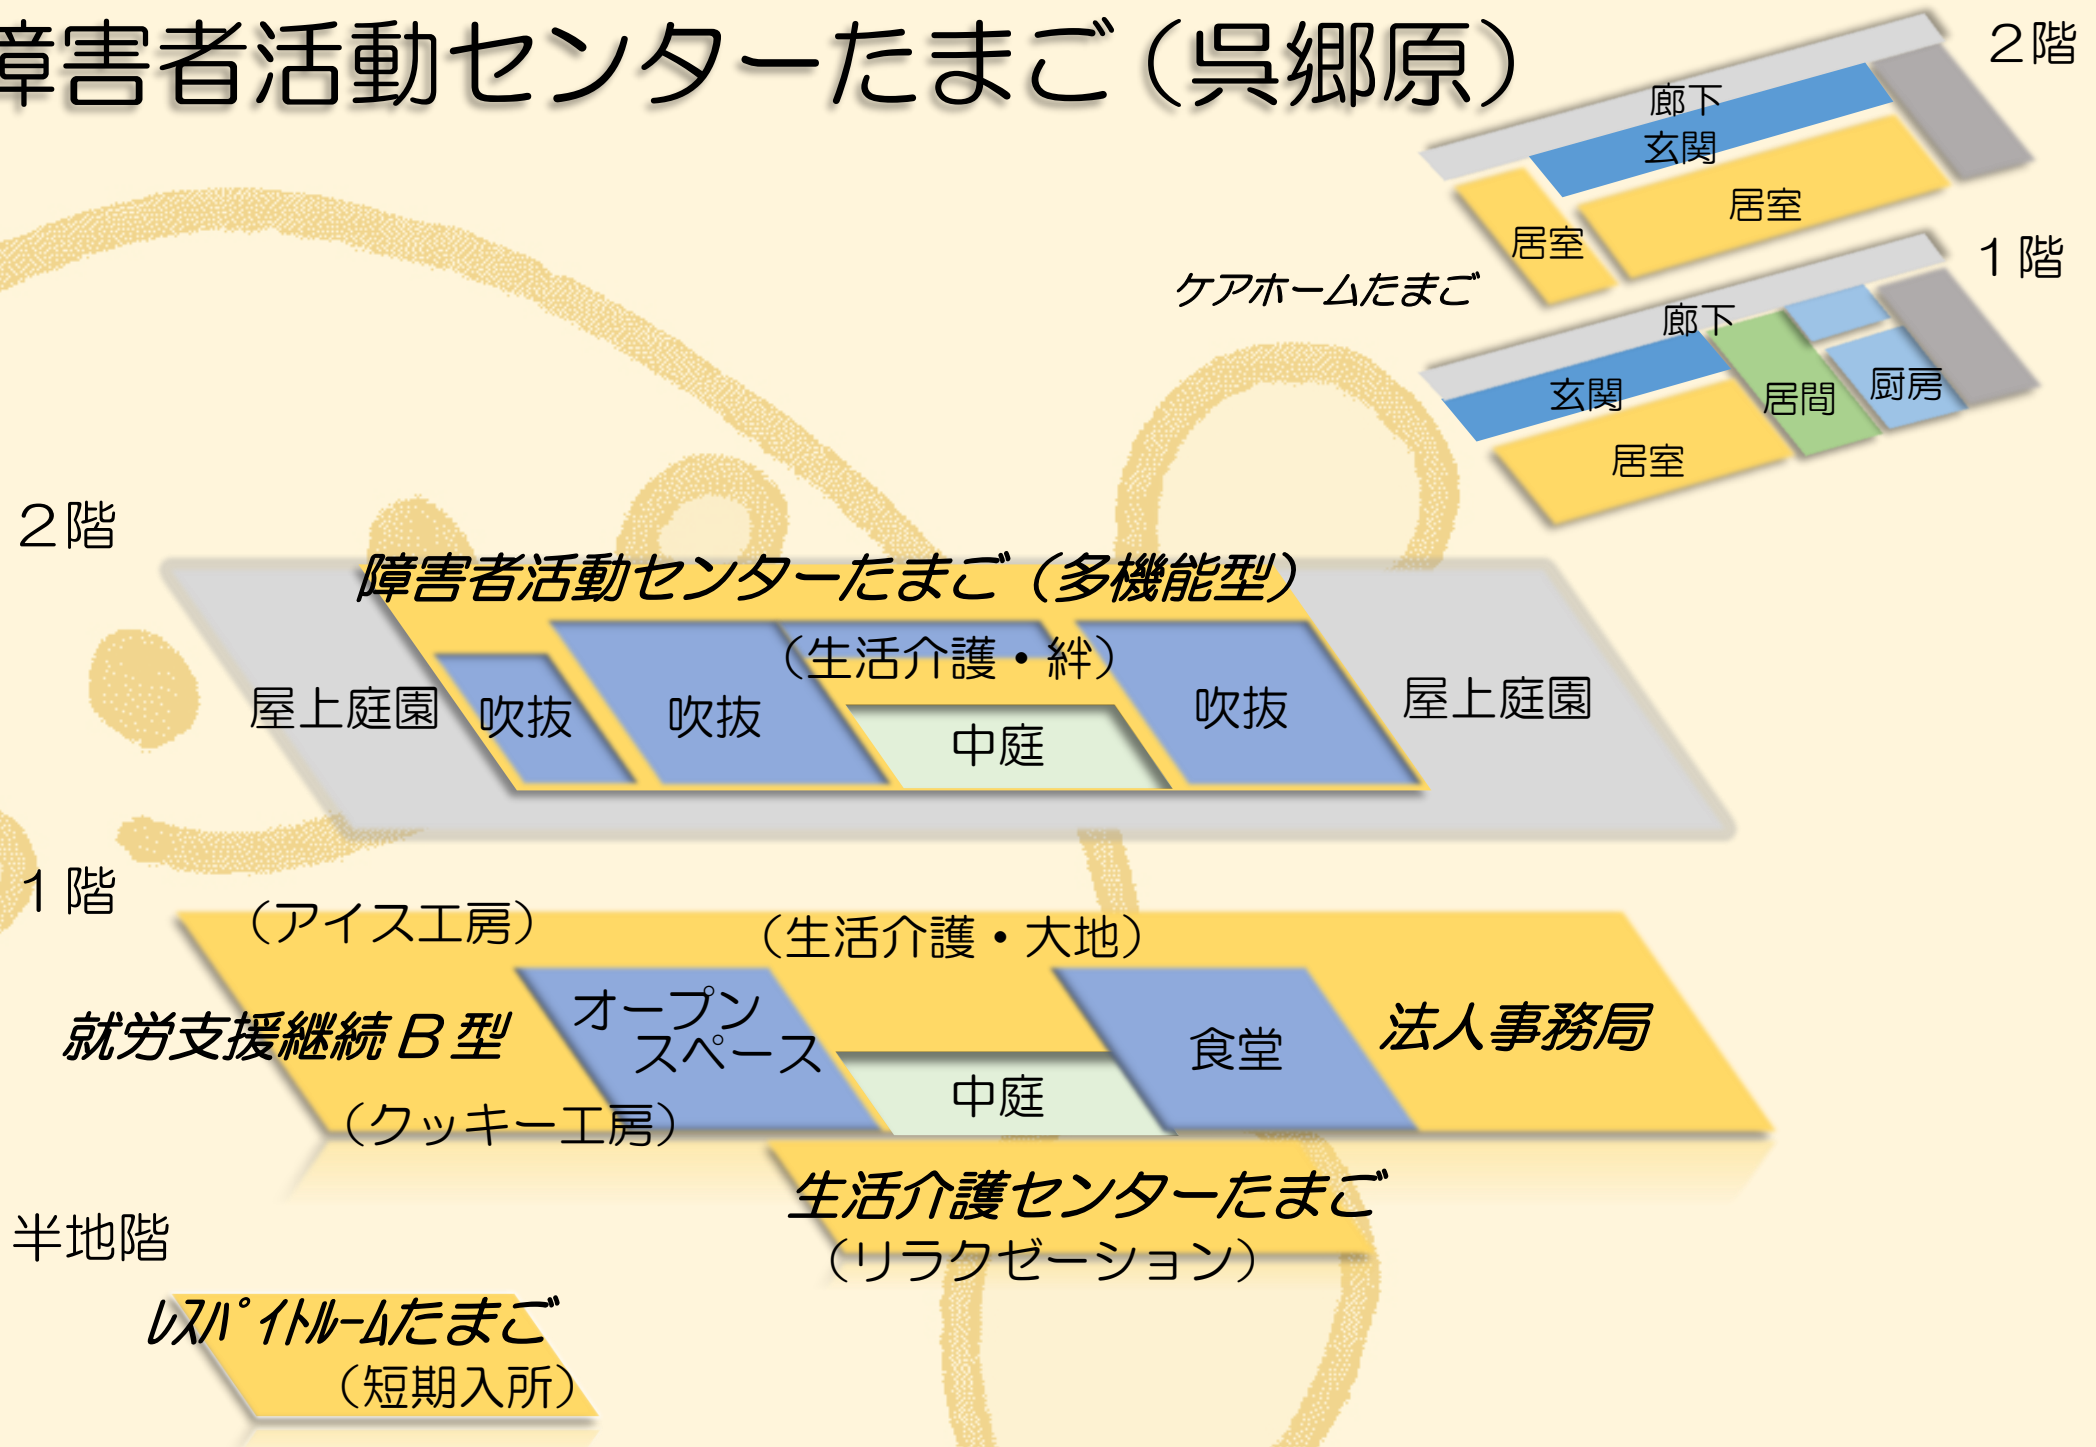 障害者活動センターたまご（呉郷原）
２階
廊下
玄関
居室
居室
１階
ケアホームたまご
廊下
玄関
居間
厨房
居室
２階
障害者活動センターたまご（多機能型）
（生活介護・絆）
屋上庭園
吹抜
吹抜
中庭
吹抜
屋上庭園
１階
（アイス工房）
（生活介護・大地）
就労支援継続Ｂ型
オープン
スペース
食堂
法人事務局
中庭
（クッキー工房）
生活介護センターたまご
（リラクゼーション）
半地階
ﾚｽﾊﾟｲﾄﾙｰﾑたまご
（短期入所）